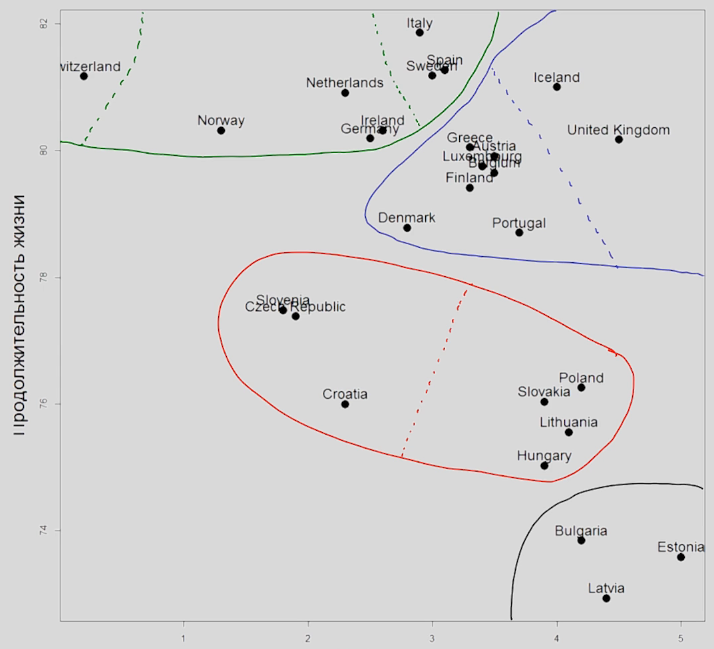 82
Italy
Spain
Sweden
witzerland
Iceland
Netherlands
Norway
Ireland
Germany
United Kingdom
80
Greece
Austria
Luxembourg
Belgium
Finland
Denmark
Portugal
Продолжительность жизни
78
Slovenia
Czech Republic
Poland
Croatia
Slovakia
76
Lithuania
Hungary
74
Bulgaria
Estonia
Latvia
1 2 3 4 5